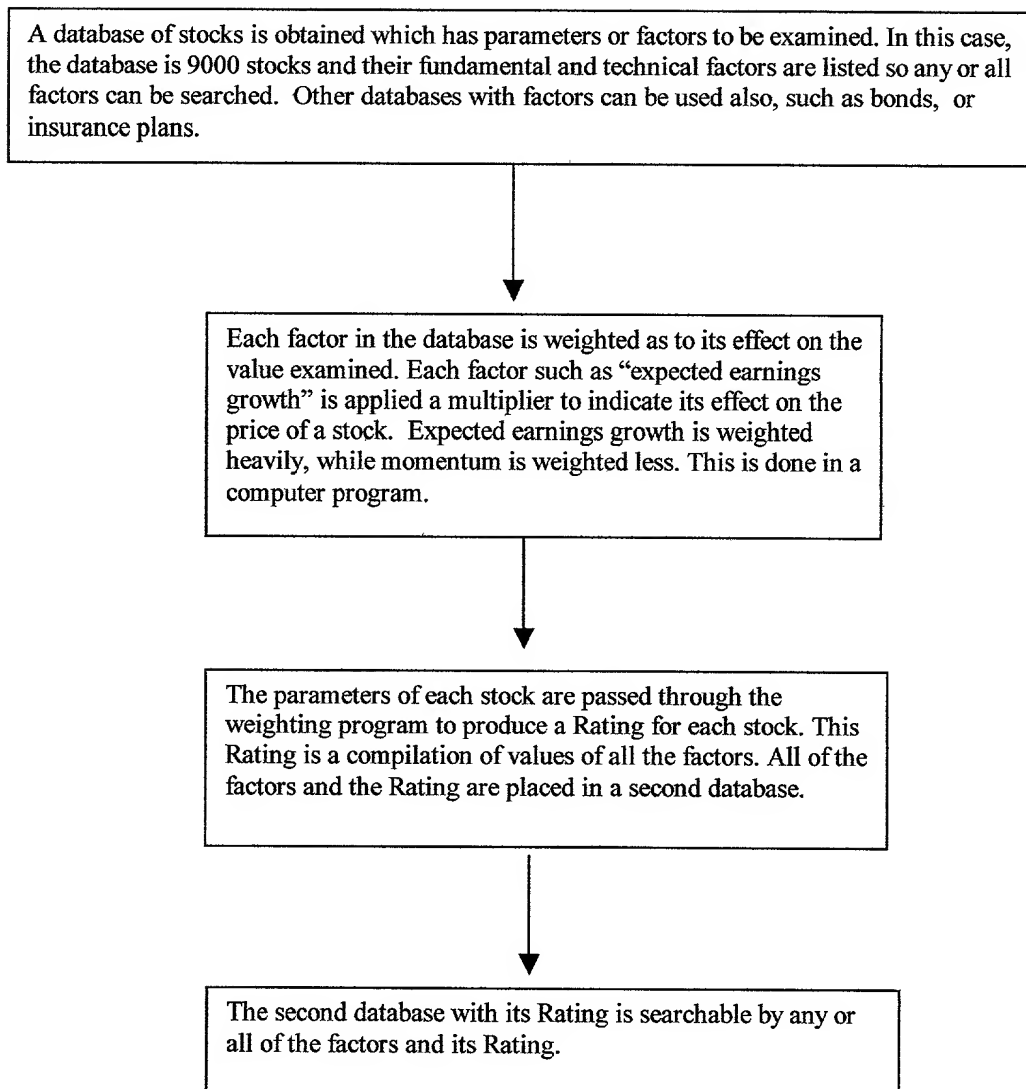 A database of stocks is obtained which has parameters or factors to be examined. In this case,
the database is 9000 stocks and their fundamental and technical factors are listed so any or all
factors can be searched. Other databases with factors can be used also, such as bonds, or
insurance plans.
Each factor in the database is weighted as to its effect on the
value examined. Each factor such as “expected earnings
growth” is applied a multiplier to indicate its effect on the
price of a stock. Expected earnings growth is weighted
heavily, while momentum is weighted less. This is done in a
computer program.
The parameters of each stock are passed through the
weighting program to produce a Rating for each stock. This
Rating is a compilation of values of all the factors. All of the
factors and the Rating are placed in a second database.
The second database with its Rating is searchable by any or
all of the factors and its Rating.